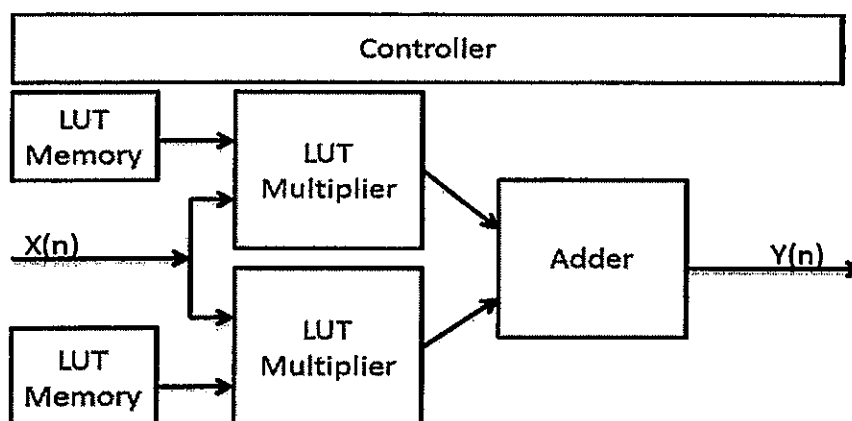 Controller
LUT
Memory
LUT
Multiplier
X(n)
Adder
Y(n)
LUT
Memory
LUT
Multiplier